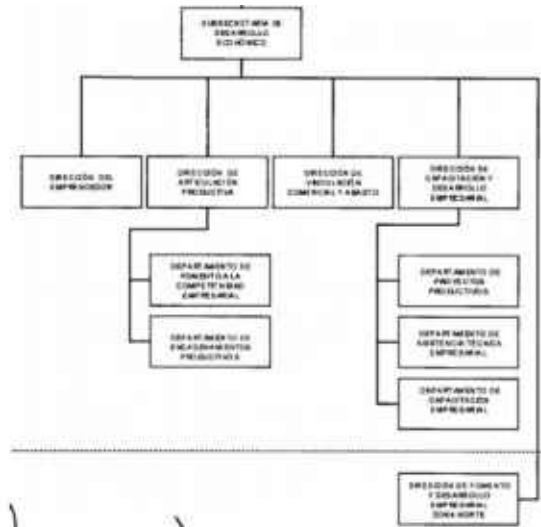 SUBSECRETARÍA DE
DESARROLLO
ECONÓMICO
DIRECCIÓN DEL
EMPRENDEDOR
DIRECCIÓN DE
ARTICULACIÓN
PRODUCTIVA
DIRECCIÓN DE
VINCULACIÓN
COMERCIAL Y ABASTO
DIRECCIÓN DE
CAPACITACIÓN Y
DESARROLLO
EMPRESARIAL
DEPARTAMENTO DE
FOMENTO A LA
COMPETITIVIDAD
EMPRESARIAL
DEPARTAMENTO DE
ENCADENAMIENTOS
PRODUCTIVOS
DEPARTAMENTO DE
PROYECTOS
PRODUCTIVOS
DEPARTAMENTO DE
ASISTENCIA TÉCNICA
EMPRESARIAL
DEPARTAMENTO DE
CAPACITACIÓN
EMPRESARIAL
DIRECCIÓN DE FOMENTO
Y DESARROLLO
EMPRESARIAL
ZONA NORTE